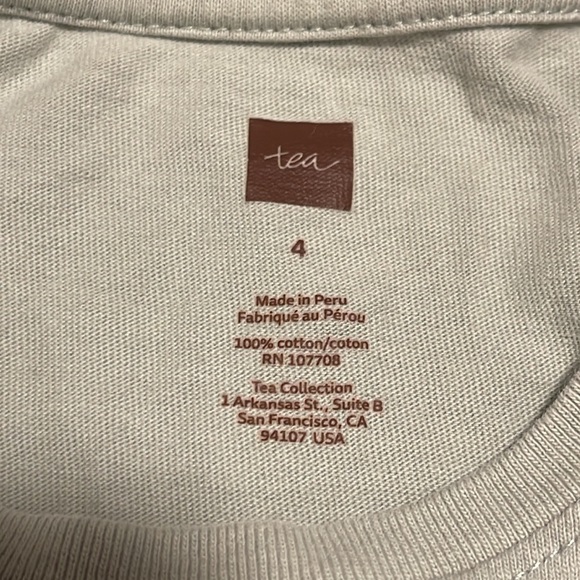 tea
4
Made in Peru
Fabriqué au Pérou
100% cotton/coton
RN 107708
Tea Collection
1 Arkansas St., Suite B
San Francisco, CA
94107 USA